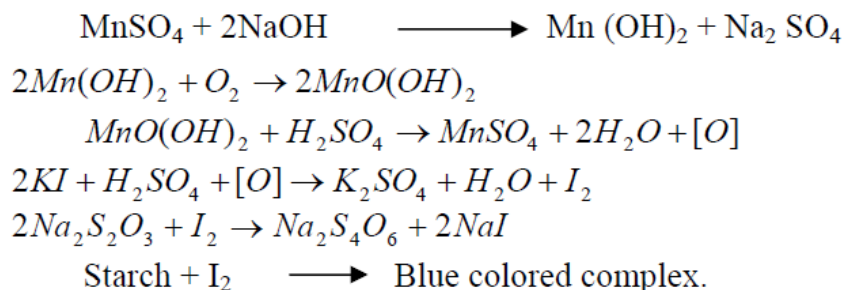 MnSO₄ + 2NaOH ⟶ Mn (OH)₂ + Na₂ SO₄
2Mn(OH)₂ + O₂ → 2MnO(OH)₂
MnO(OH)₂ + H₂SO₄ → MnSO₄ + 2H₂O + [O]
2KI + H₂SO₄ + [O] → K₂SO₄ + H₂O + I₂
2Na₂S₂O₃ + I₂ → Na₂S₄O₆ + 2NaI
Starch + I₂ ⟶ Blue colored complex.